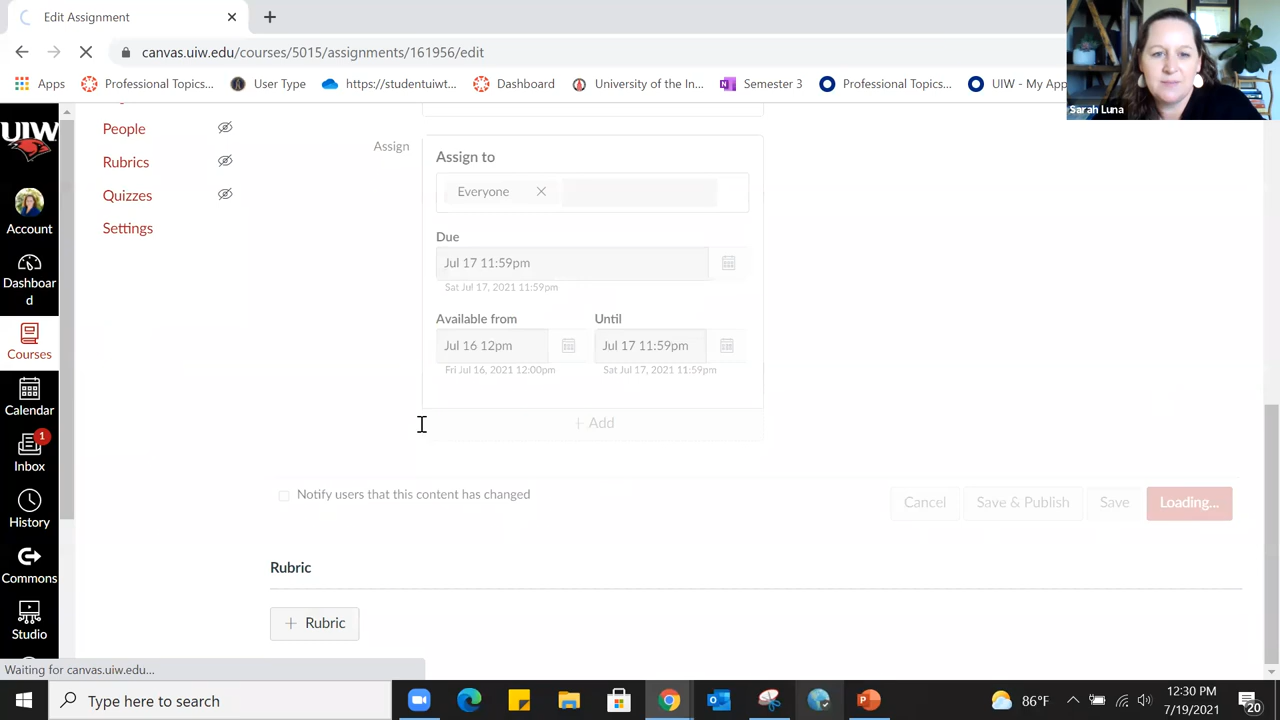 Edit Assignment
canvas.uiw.edu/courses/5015/assignments/161956/edit
Apps
Professional Topics...
User Type
https://studentuiwt...
Dashboard
University of the In...
Semester 3
Professional Topics...
UIW - My App
Sarah Luna
UIW
Account
Dashboar
d
Courses
Calendar
1
Inbox
History
Commons
Studio
People
Rubrics
Quizzes
Settings
Assign
Assign to
Everyone
Due
Jul 17 11:59pm
Sat Jul 17, 2021 11:59pm
Available from
Until
Jul 16 12pm
Jul 17 11:59pm
Fri Jul 16, 2021 12:00pm
Sat Jul 17, 2021 11:59pm
+ Add
Notify users that this content has changed
Cancel
Save & Publish
Save
Loading...
Rubric
+ Rubric
Waiting for canvas.uiw.edu...
Type here to search
86°F
12:30 PM
7/19/2021
20